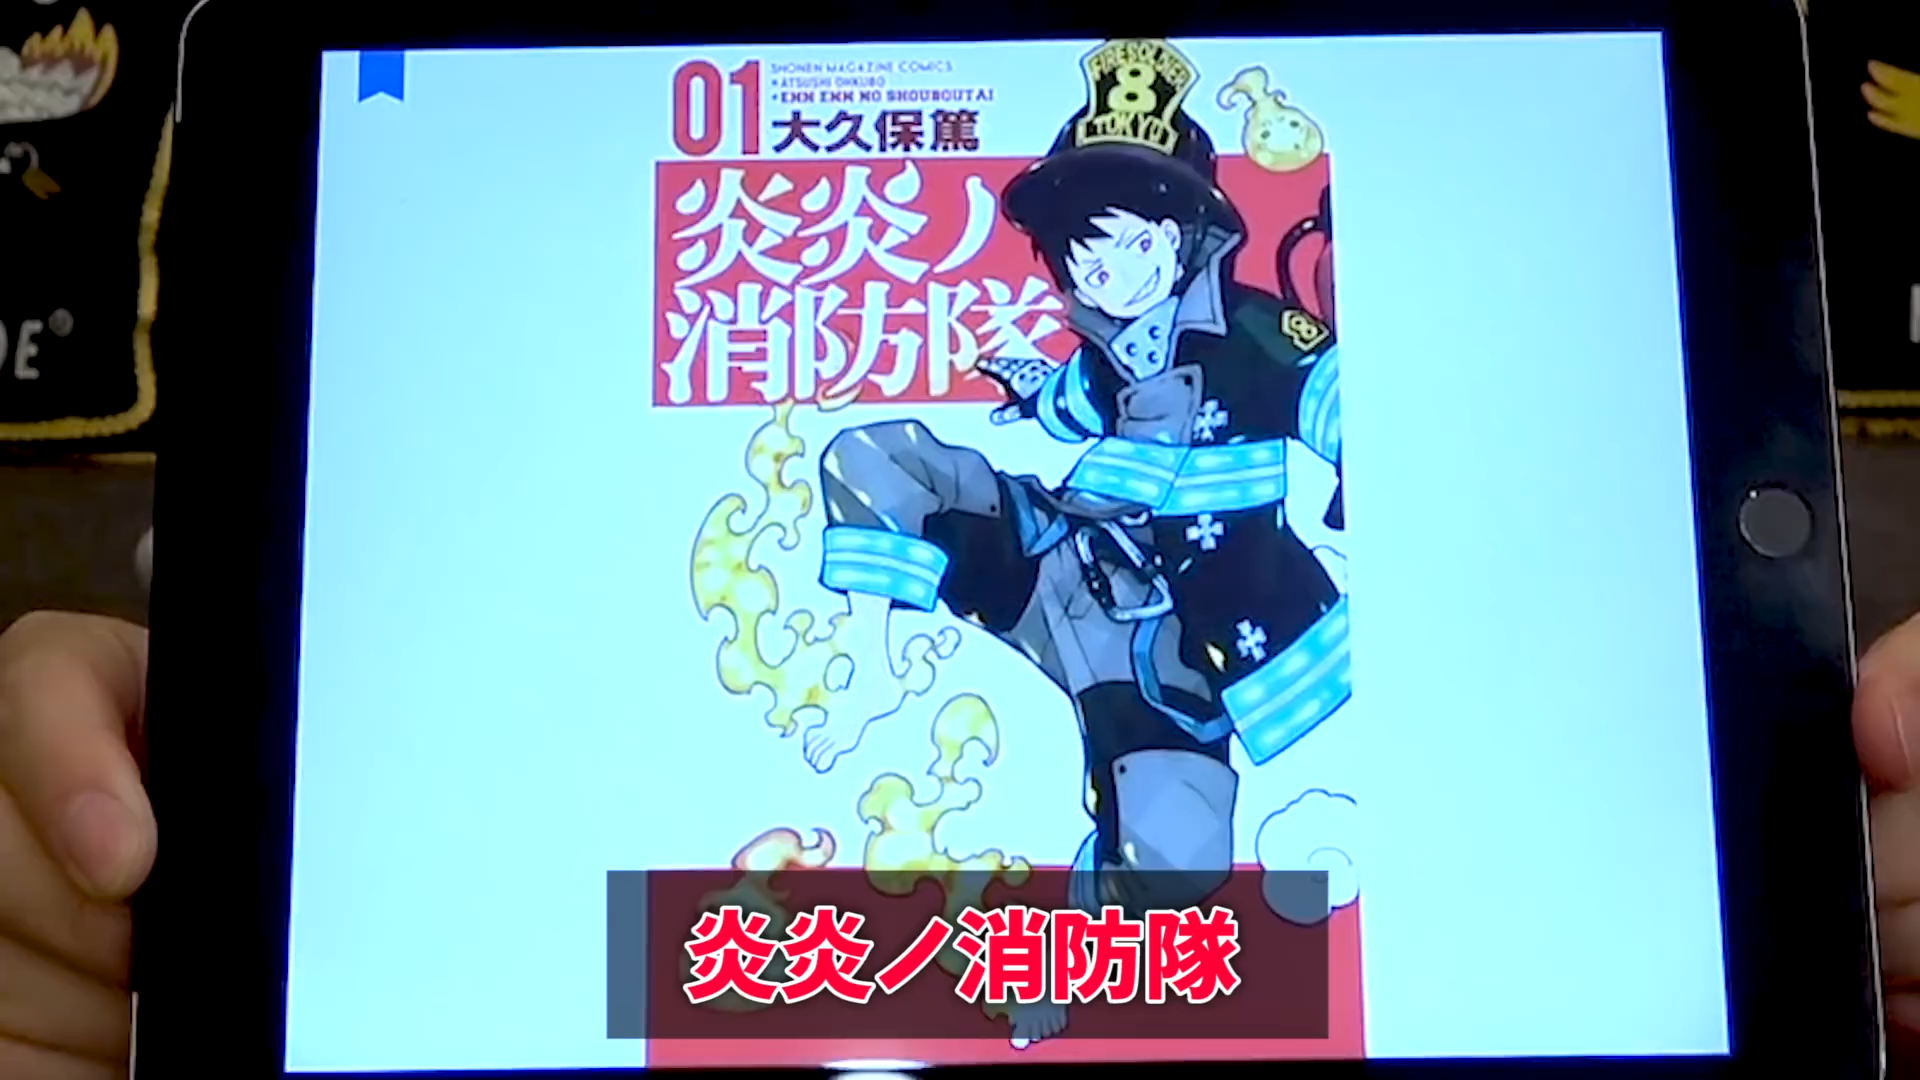 01
SHONEN MAGAZINE COMICS
ATSUSHI OHKUBO
ENN ENN NO SHOUBOUTAI
大久保篤
炎炎ノ
消防隊
FIRE SOLDIER
8
TOKYO
8
炎炎ノ消防隊